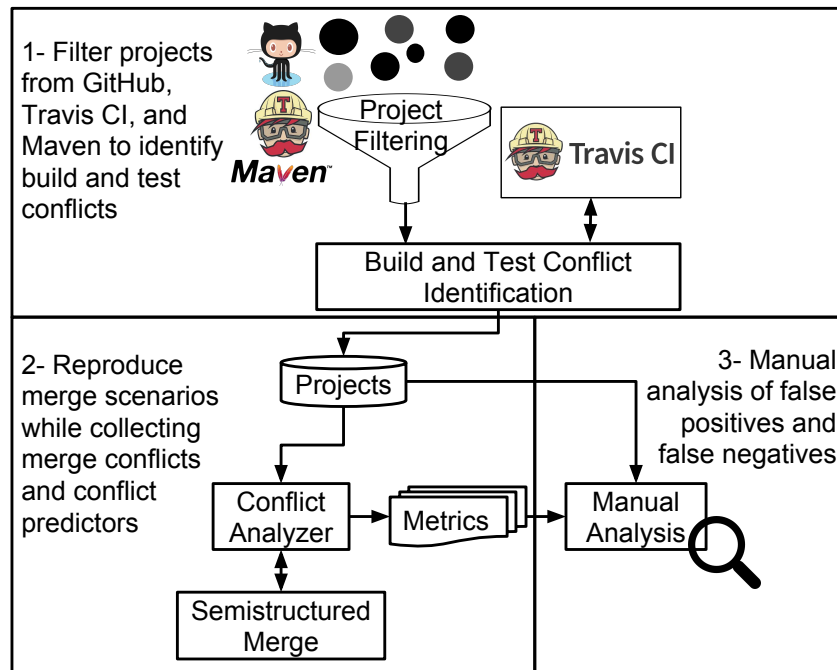 1- Filter projects
from GitHub,
Travis CI, and
Maven to identify
build and test
conflicts
T
Maven™
Project
Filtering
T
Travis CI
Build and Test Conflict
Identification
2- Reproduce
merge scenarios
while collecting
merge conflicts
and conflict
predictors
Projects
3- Manual
analysis of false
positives and
false negatives
Conflict
Analyzer
Metrics
Manual
Analysis
Semistructured
Merge